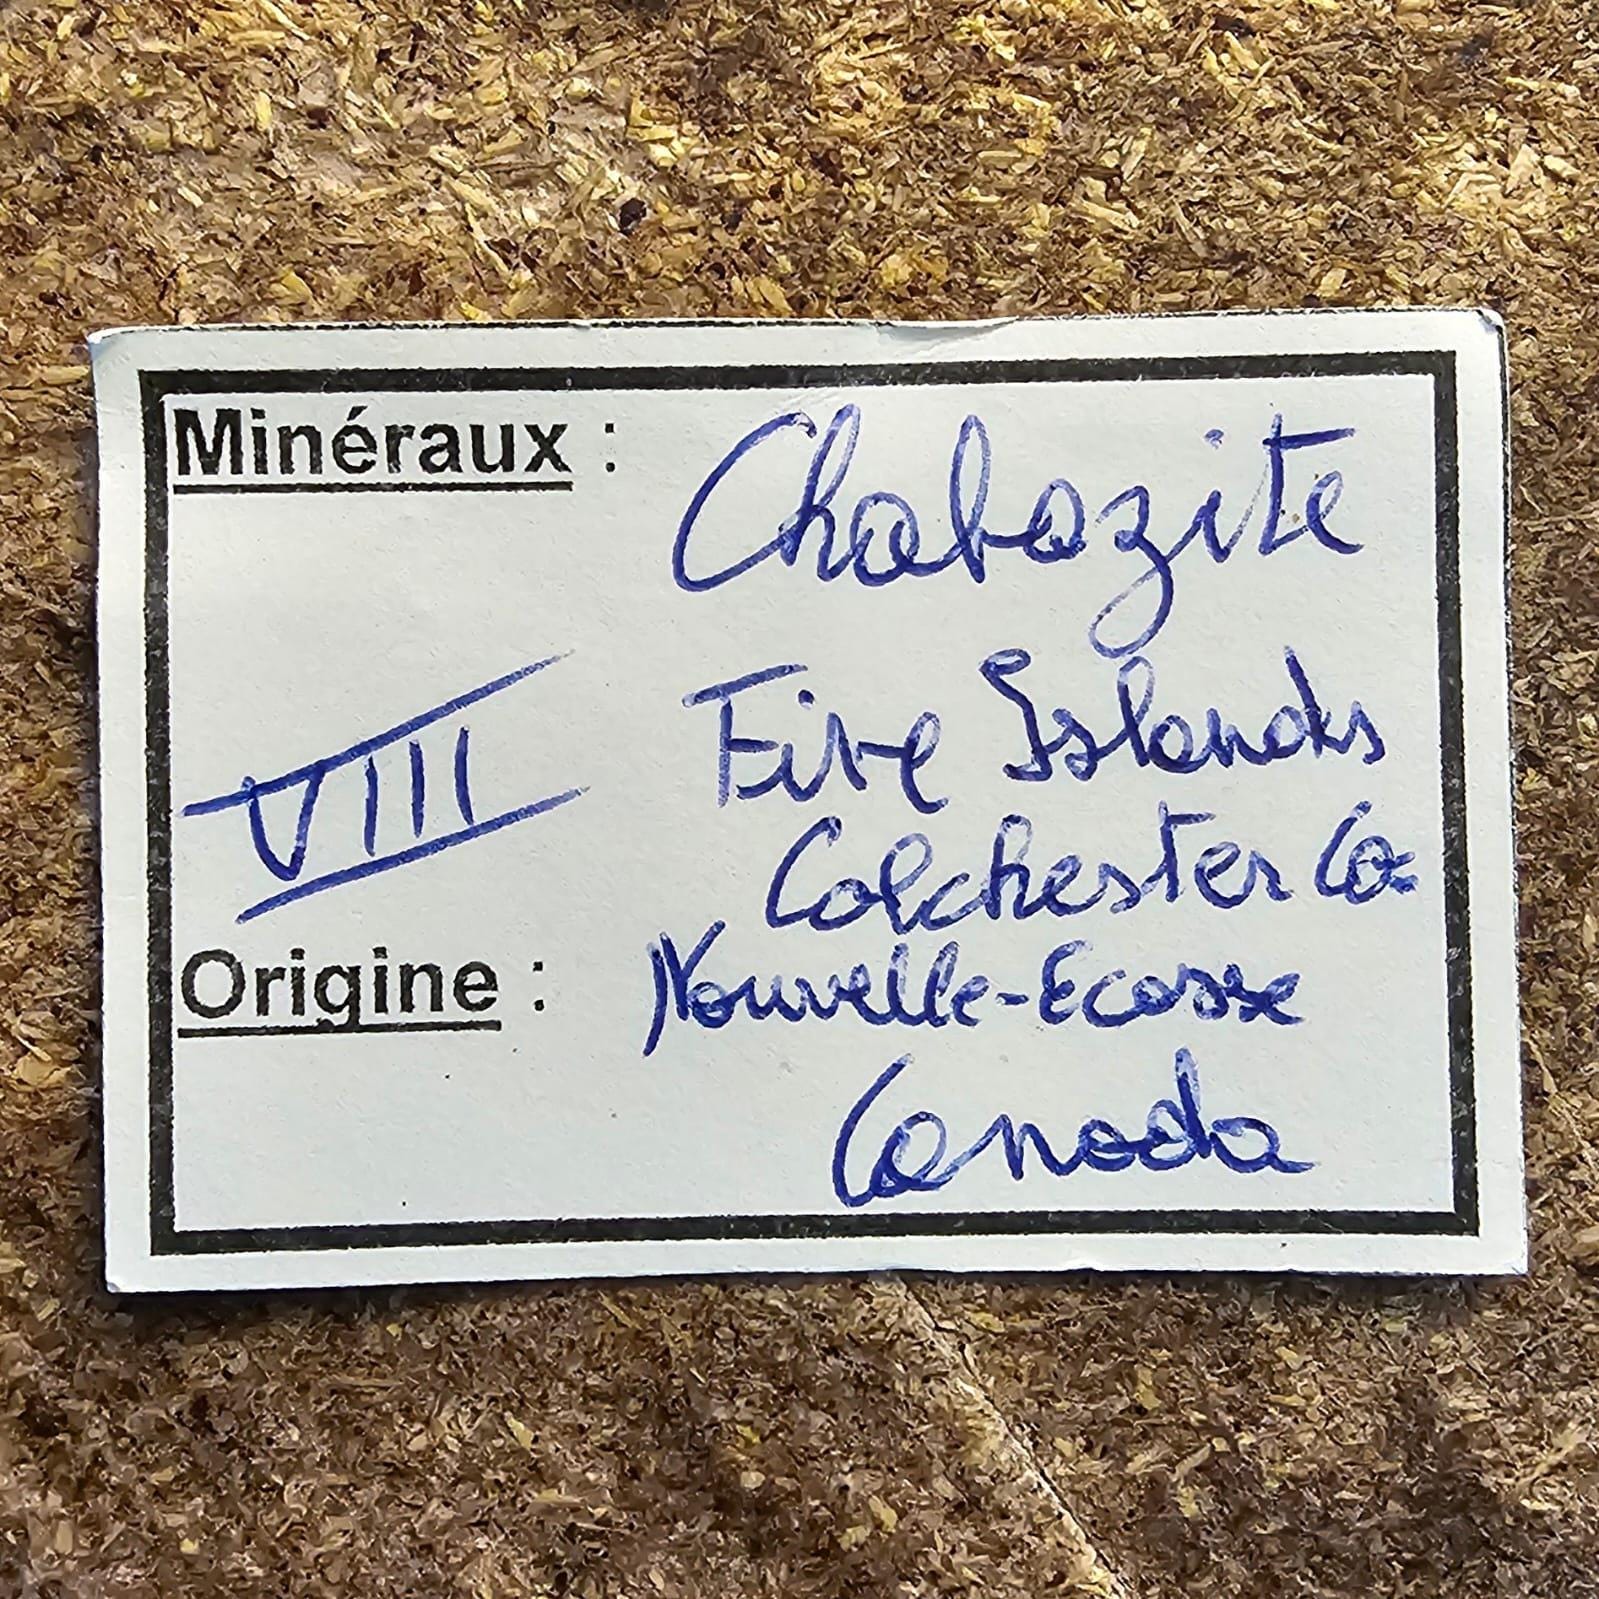 Minéraux : Chabazite
Five Islands
VIII
Colchester Co.
Origine : Nouvelle-Ecosse
Canada